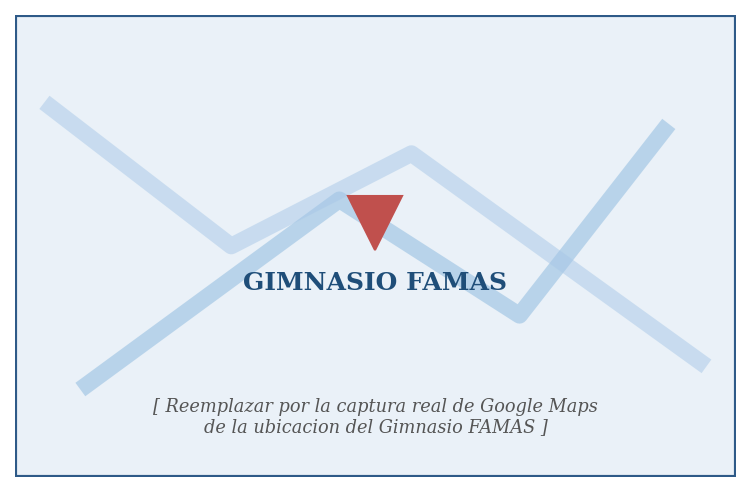 GIMNASIO FAMAS
[ Reemplazar por la captura real de Google Maps
de la ubicacion del Gimnasio FAMAS ]